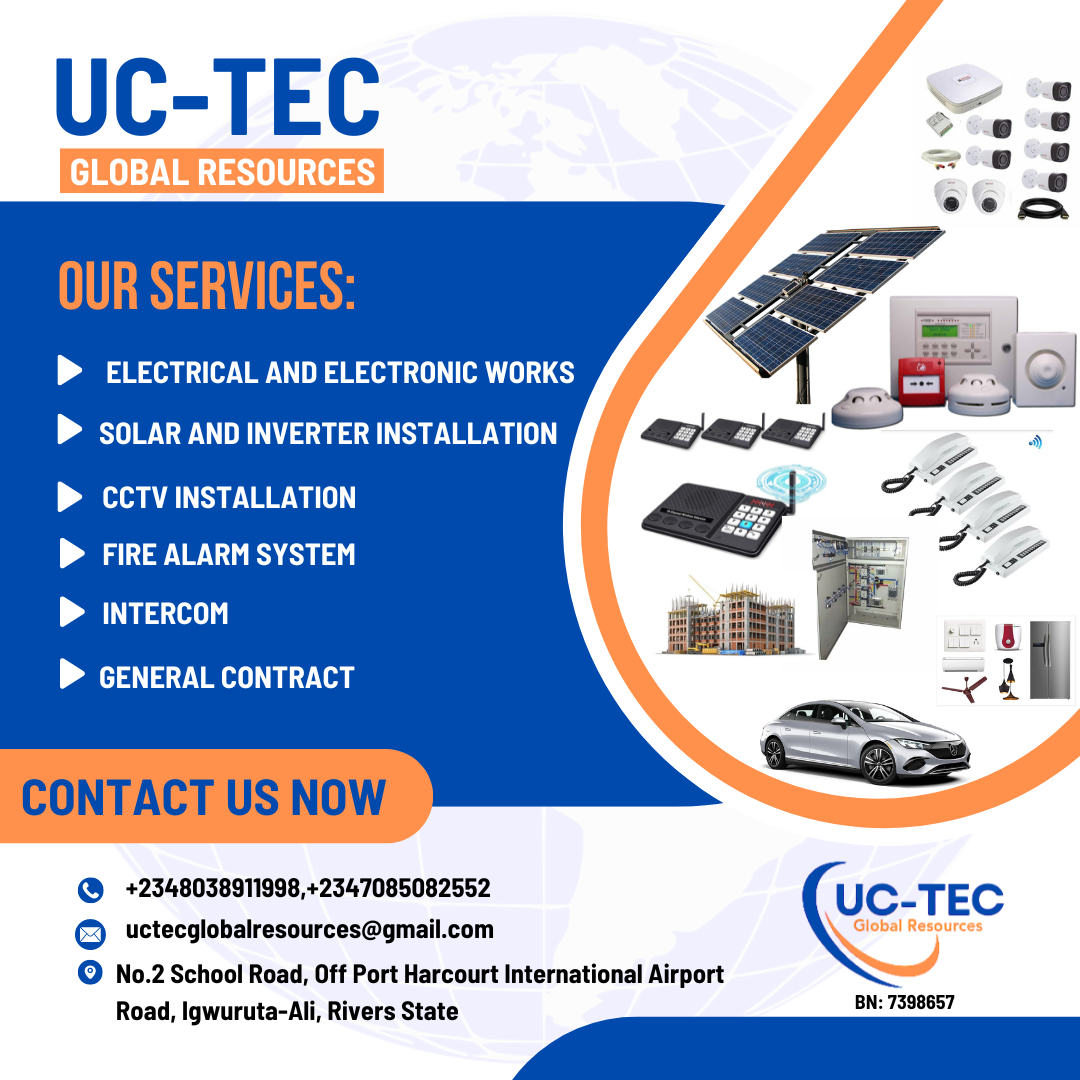 UC-TEC
GLOBAL RESOURCES
OUR SERVICES:
ELECTRICAL AND ELECTRONIC WORKS
SOLAR AND INVERTER INSTALLATION
CCTV INSTALLATION
FIRE ALARM SYSTEM
INTERCOM
GENERAL CONTRACT
CONTACT US NOW
+2348038911998,+2347085082552
uctecglobalresources@gmail.com
No.2 School Road, Off Port Harcourt International Airport
Road, Igwuruta-Ali, Rivers State
UC-TEC
Global Resources
BN: 7398657